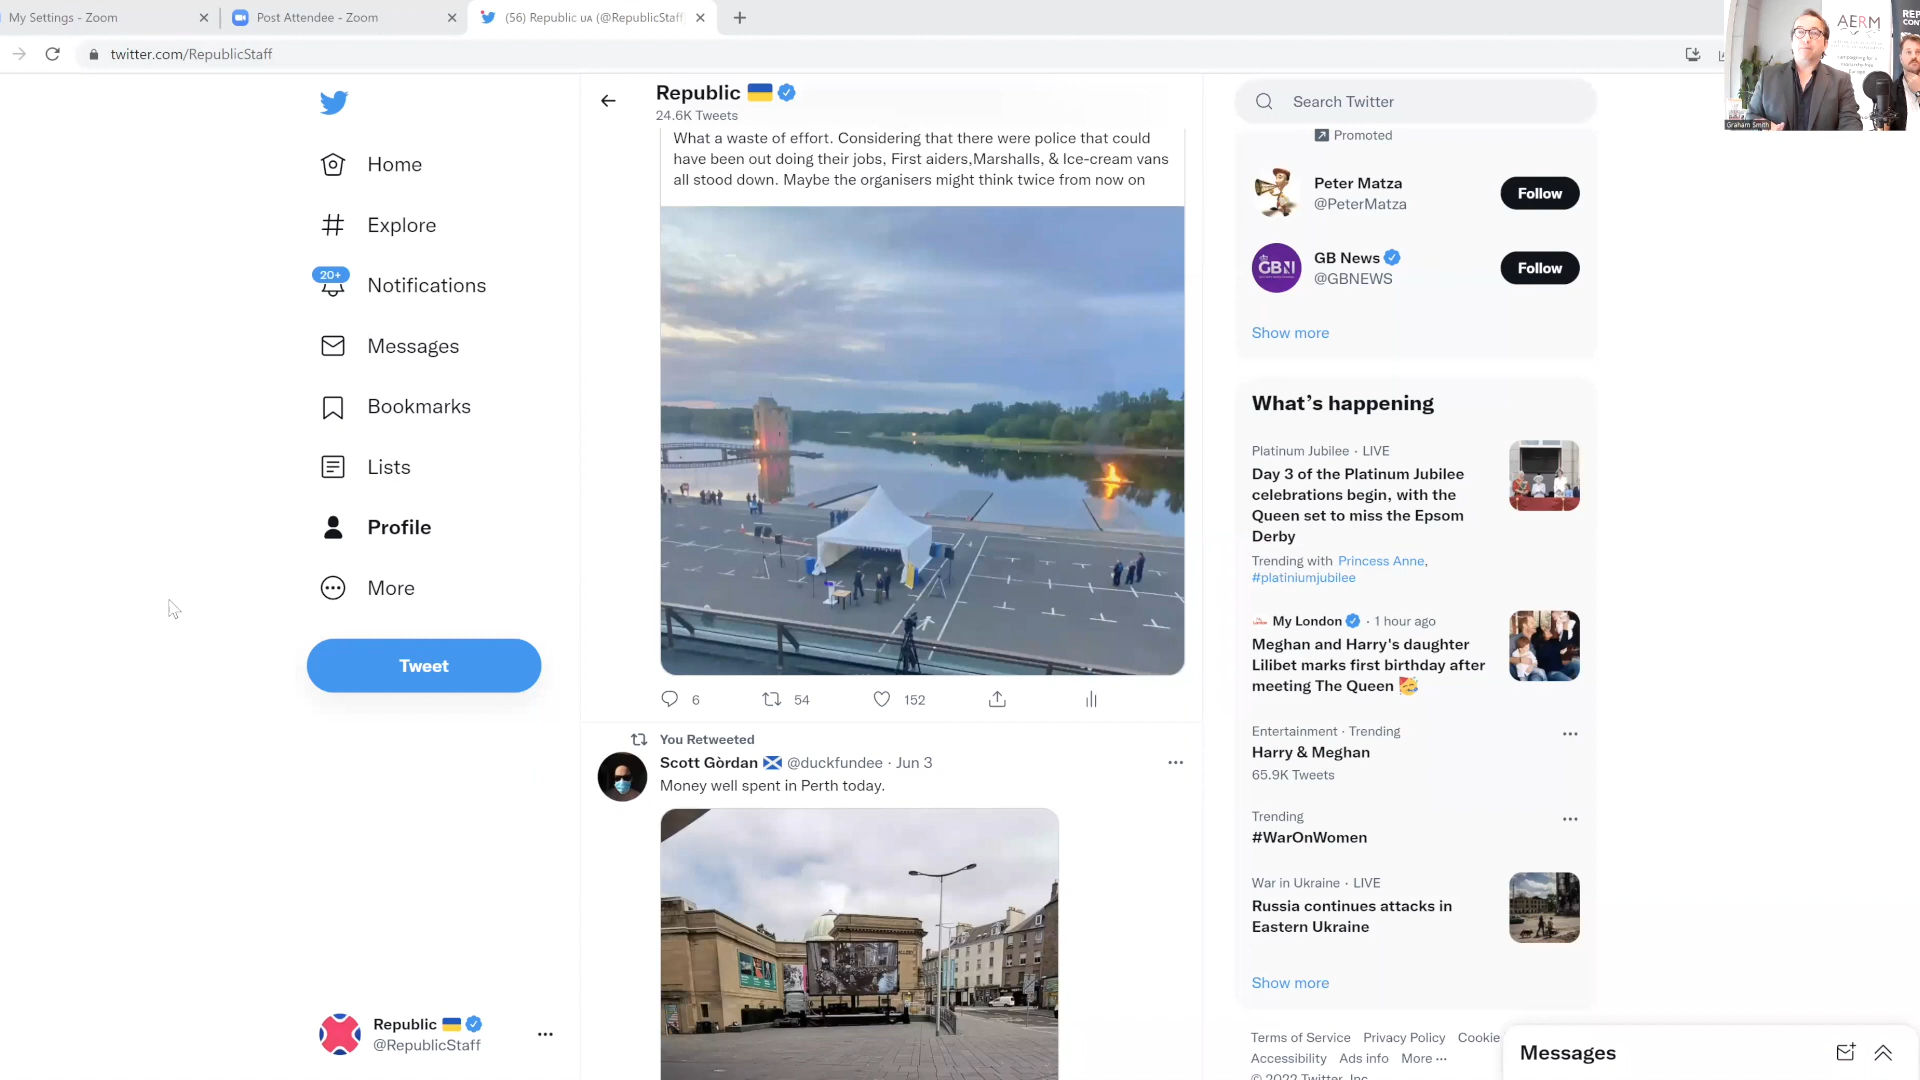 My Settings - Zoom
Post Attendee - Zoom
(56) Republic UA (@RepublicStaff
twitter.com/RepublicStaff
AERM
Graham Smith
Home
Explore
20+
Notifications
Messages
Bookmarks
Lists
Profile
More
Tweet
Republic
@RepublicStaff
Republic
24.6K Tweets
What a waste of effort. Considering that there were police that could
have been out doing their jobs, First aiders,Marshalls, & Ice-cream vans
all stood down. Maybe the organisers might think twice from now on
6
54
152
You Retweeted
Scott Gòrdan @duckfundee · Jun 3
Money well spent in Perth today.
Search Twitter
Promoted
Peter Matza
@PeterMatza
Follow
GBN
GB News
@GBNEWS
Follow
Show more
What's happening
Platinum Jubilee · LIVE
Day 3 of the Platinum Jubilee
celebrations begin, with the
Queen set to miss the Epsom
Derby
Trending with Princess Anne,
#platiniumjubilee
My London · 1 hour ago
Meghan and Harry's daughter
Lilibet marks first birthday after
meeting The Queen 🥳
Entertainment · Trending
Harry & Meghan
65.9K Tweets
Trending
#WarOnWomen
War in Ukraine · LIVE
Russia continues attacks in
Eastern Ukraine
Show more
Terms of Service Privacy Policy Cookie
Accessibility Ads info More ···
© 2022 Twitter, Inc.
Messages